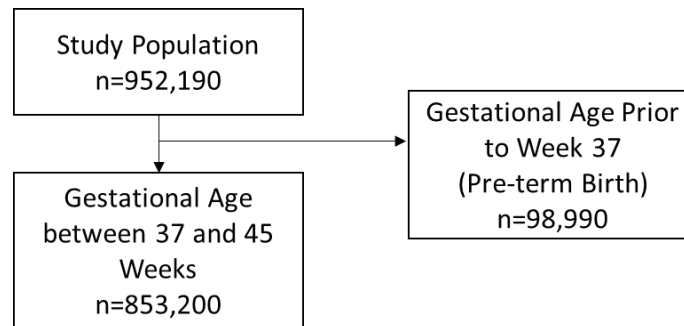 Study Population
n=952,190
Gestational Age Prior
to Week 37
(Pre-term Birth)
n=98,990
Gestational Age
between 37 and 45
Weeks
n=853,200